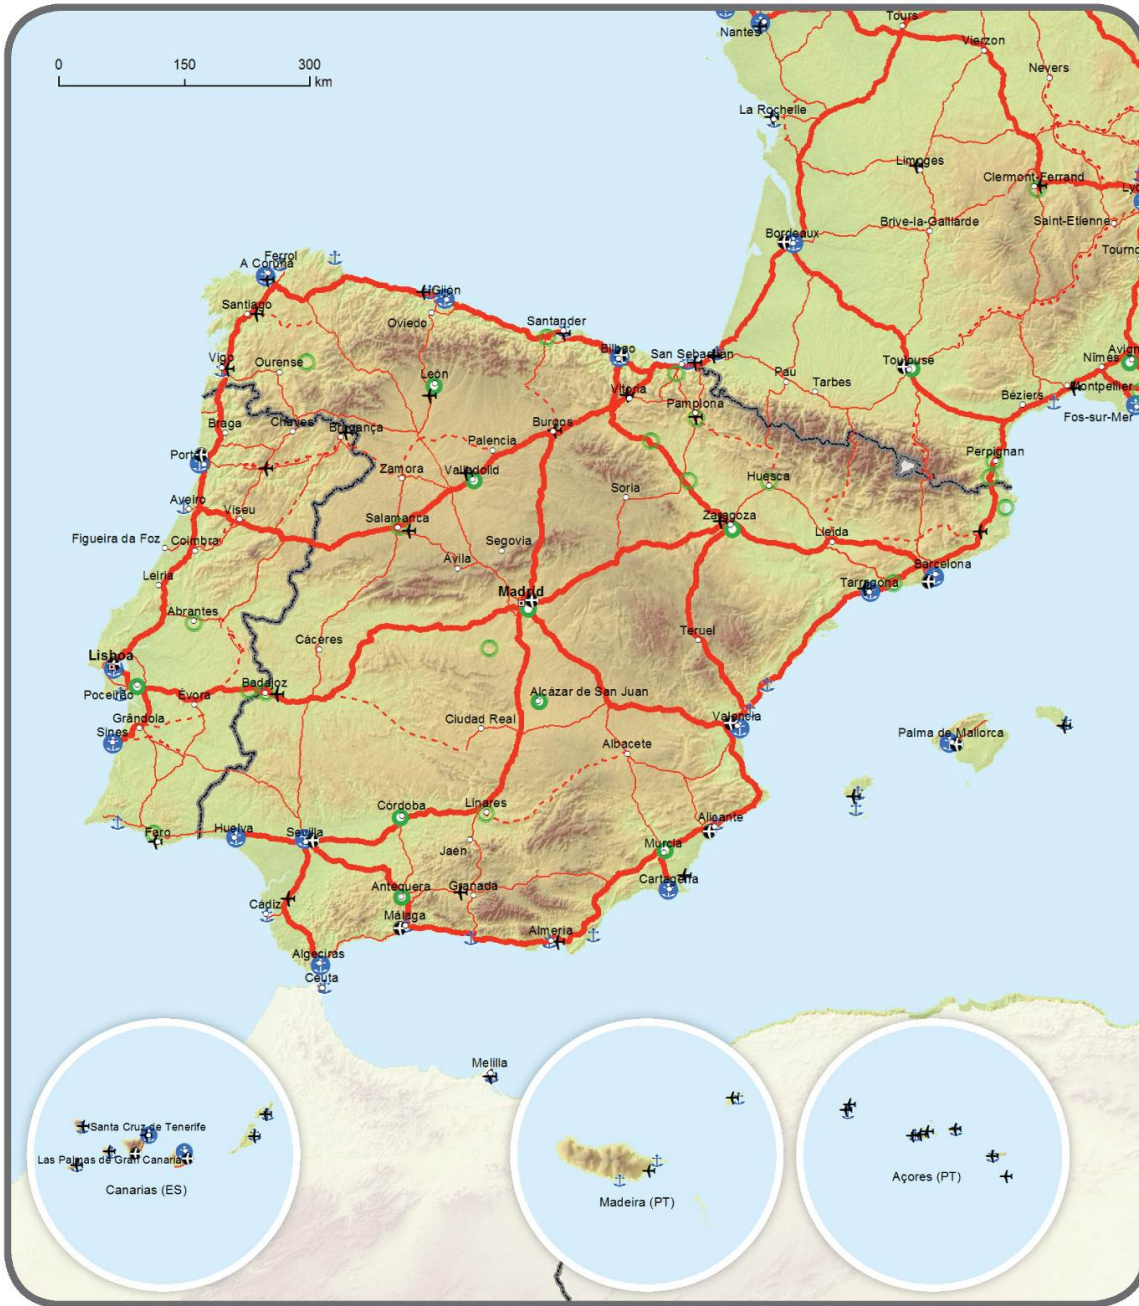 0 150 300
km
Nantes
Tours
Vierzon
Nevers
La Rochelle
Limoges
Clermont-Ferrand
Brive-la-Gaillarde
Saint-Etienne
Bordeaux
Ferrol
A Coruña
Gijón
Santiago
Oviedo
Santander
Bilbao
San Sebastián
Toulouse
Nîmes
Vigo
Ourense
León
Vitoria
Pau
Tarbes
Montpellier
Béziers
Fos-sur-Mer
Pamplona
Braga
Chaves
Bragança
Burgos
Palencia
Perpignan
Zamora
Valladolid
Huesca
Soria
Aveiro
Viseu
Salamanca
Zaragoza
Figueira da Foz
Coimbra
Segovia
Lleida
Avila
Barcelona
Leiria
Tarragona
Madrid
Abrantes
Teruel
Cáceres
Lisboa
Badajoz
Poceirão
Évora
Alcázar de San Juan
Grândola
Ciudad Real
Valencia
Sines
Palma de Mallorca
Albacete
Córdoba
Linares
Faro
Huelva
Sevilla
Alicante
Jaén
Murcia
Antequera
Granada
Cartagena
Cádiz
Málaga
Almería
Algeciras
Ceuta
Melilla
Santa Cruz de Tenerife
Las Palmas de Gran Canaria
Canarias (ES)
Madeira (PT)
Açores (PT)